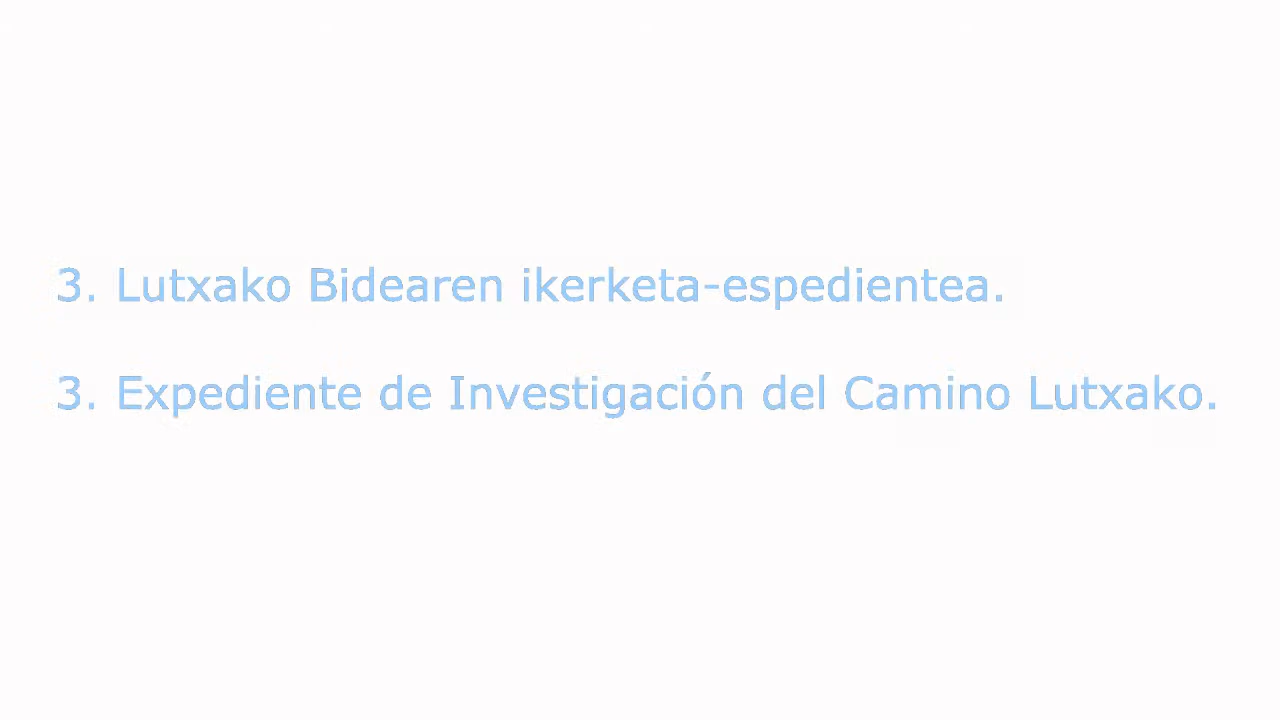 3. Lutxako Bidearen ikerketa-espedientea.
3. Expediente de Investigación del Camino Lutxako.